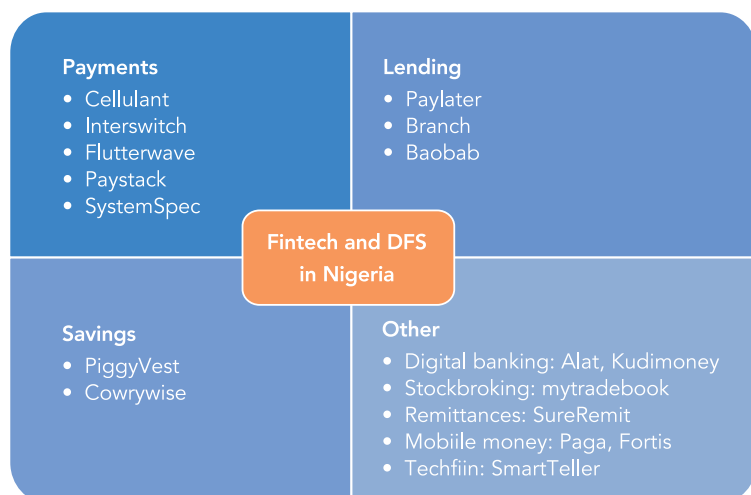 Payments
• Cellulant
• Interswitch
• Flutterwave
• Paystack
• SystemSpec
Lending
• Paylater
• Branch
• Baobab
Fintech and DFS
in Nigeria
Savings
• PiggyVest
• Cowrywise
Other
• Digital banking: Alat, Kudimoney
• Stockbroking: mytradebook
• Remittances: SureRemit
• Mobiile money: Paga, Fortis
• Techfiin: SmartTeller